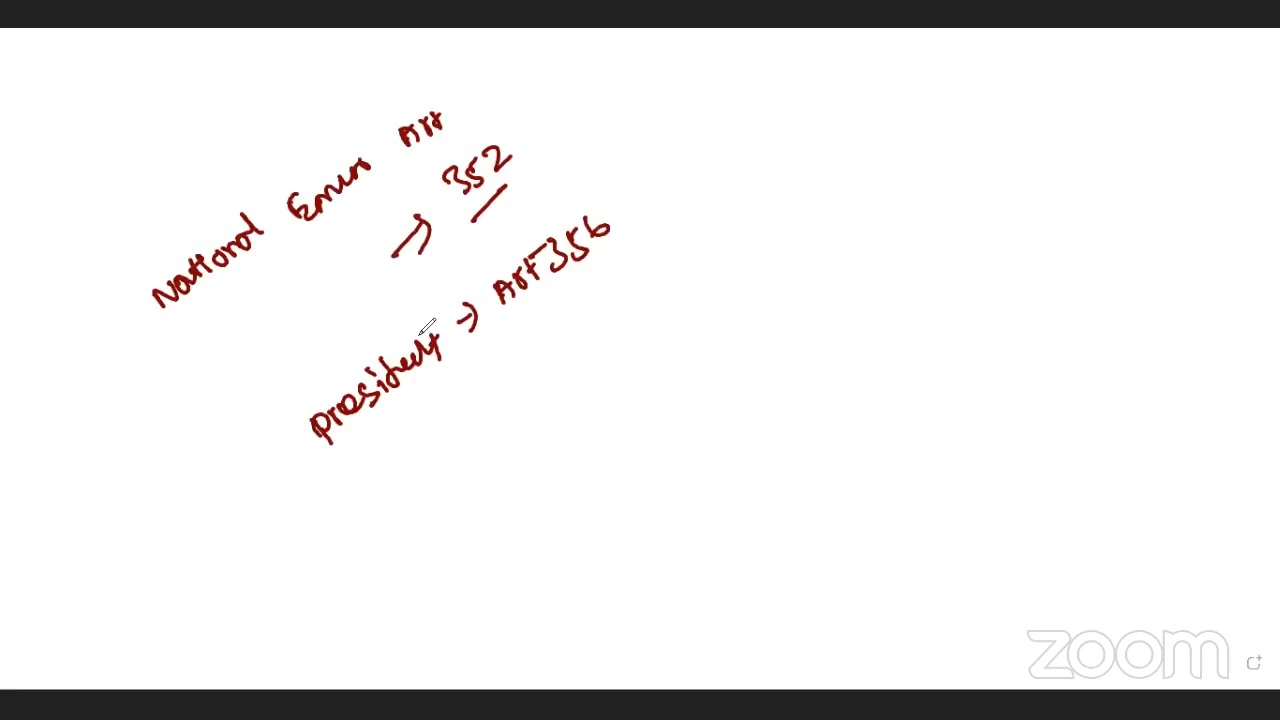 National Emer Art
→ 352
president → Art 356
zoom